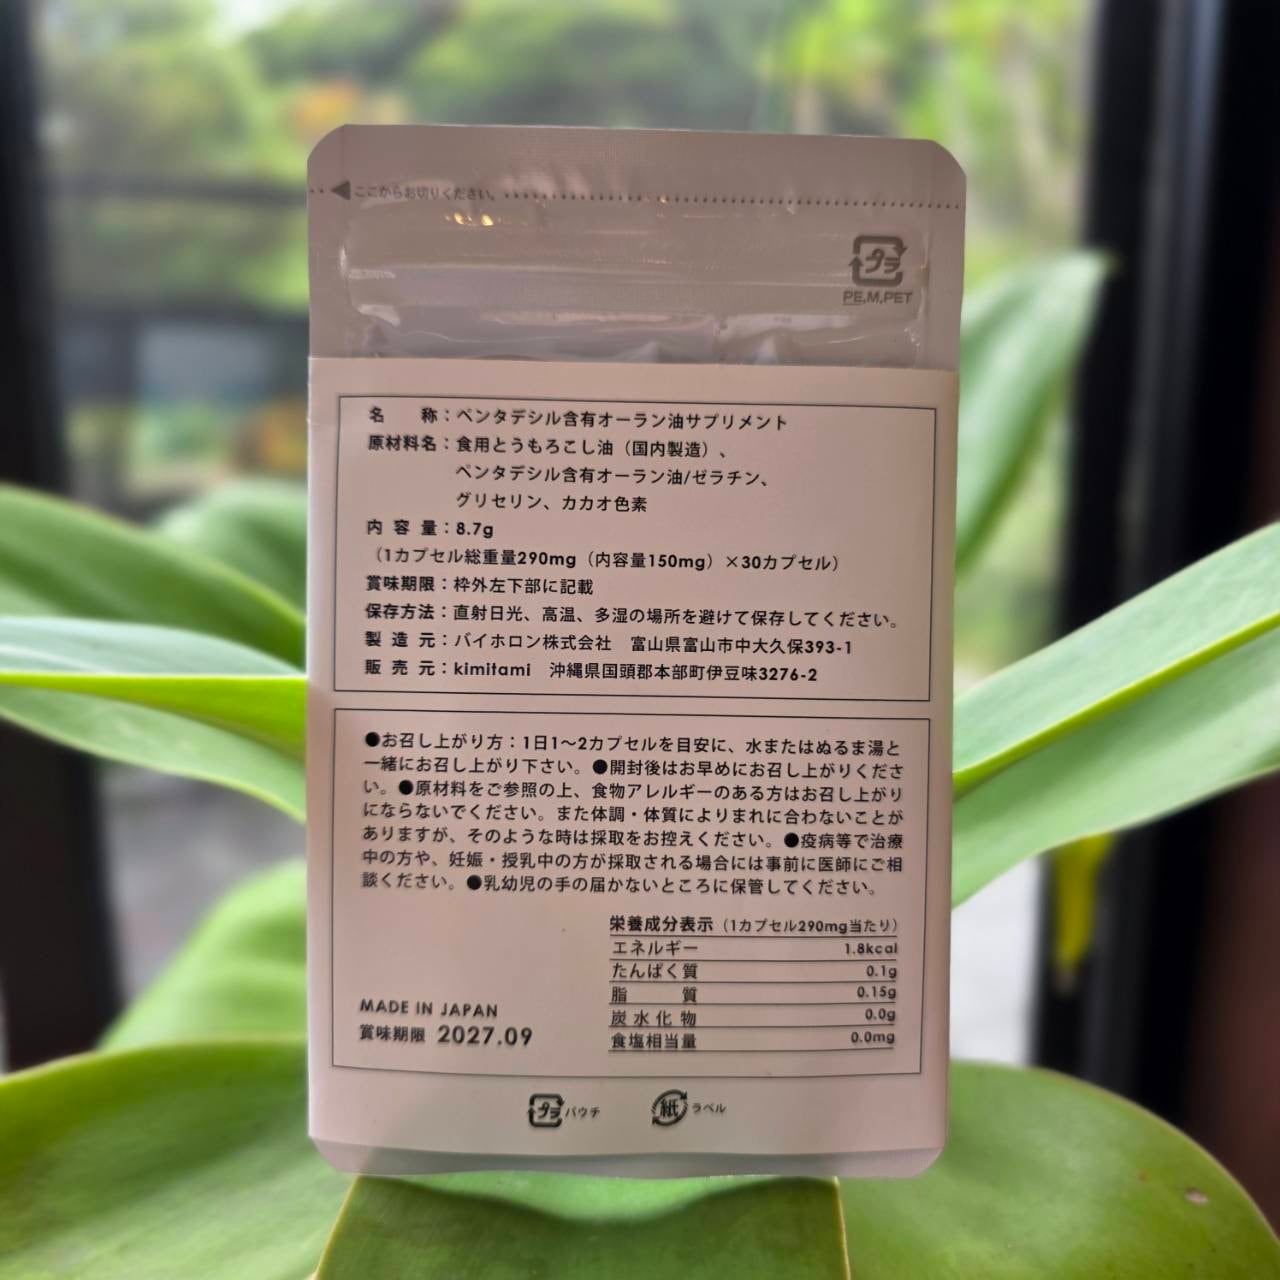 ここからお切りください。
プラ
PE,M,PET
名 称：ペンタデシル含有オーラン油サプリメント
原材料名：食用とうもろこし油（国内製造）、
ペンタデシル含有オーラン油/ゼラチン、
グリセリン、カカオ色素
内 容 量：8.7g
（1カプセル総重量290mg（内容量150mg）×30カプセル）
賞味期限：枠外左下部に記載
保存方法：直射日光、高温、多湿の場所を避けて保存してください。
製 造 元：バイホロン株式会社 富山県富山市中大久保393-1
販 売 元：kimitami 沖縄県国頭郡本部町伊豆味3276-2
●お召し上がり方：1日1〜2カプセルを目安に、水またはぬるま湯と
一緒にお召し上がり下さい。●開封後はお早めにお召し上がりくださ
い。●原材料をご参照の上、食物アレルギーのある方はお召し上がり
にならないでください。また体調・体質によりまれに合わないことが
ありますが、そのような時は採取をお控えください。●疫病等で治療
中の方や、妊娠・授乳中の方が採取される場合には事前に医師にご相
談ください。●乳幼児の手の届かないところに保管してください。
栄養成分表示（1カプセル290mg当たり）
エネルギー 1.8kcal
たんぱく質 0.1g
脂 質 0.15g
炭水化物 0.0g
食塩相当量 0.0mg
MADE IN JAPAN
賞味期限 2027.09
プラ パウチ
紙 ラベル